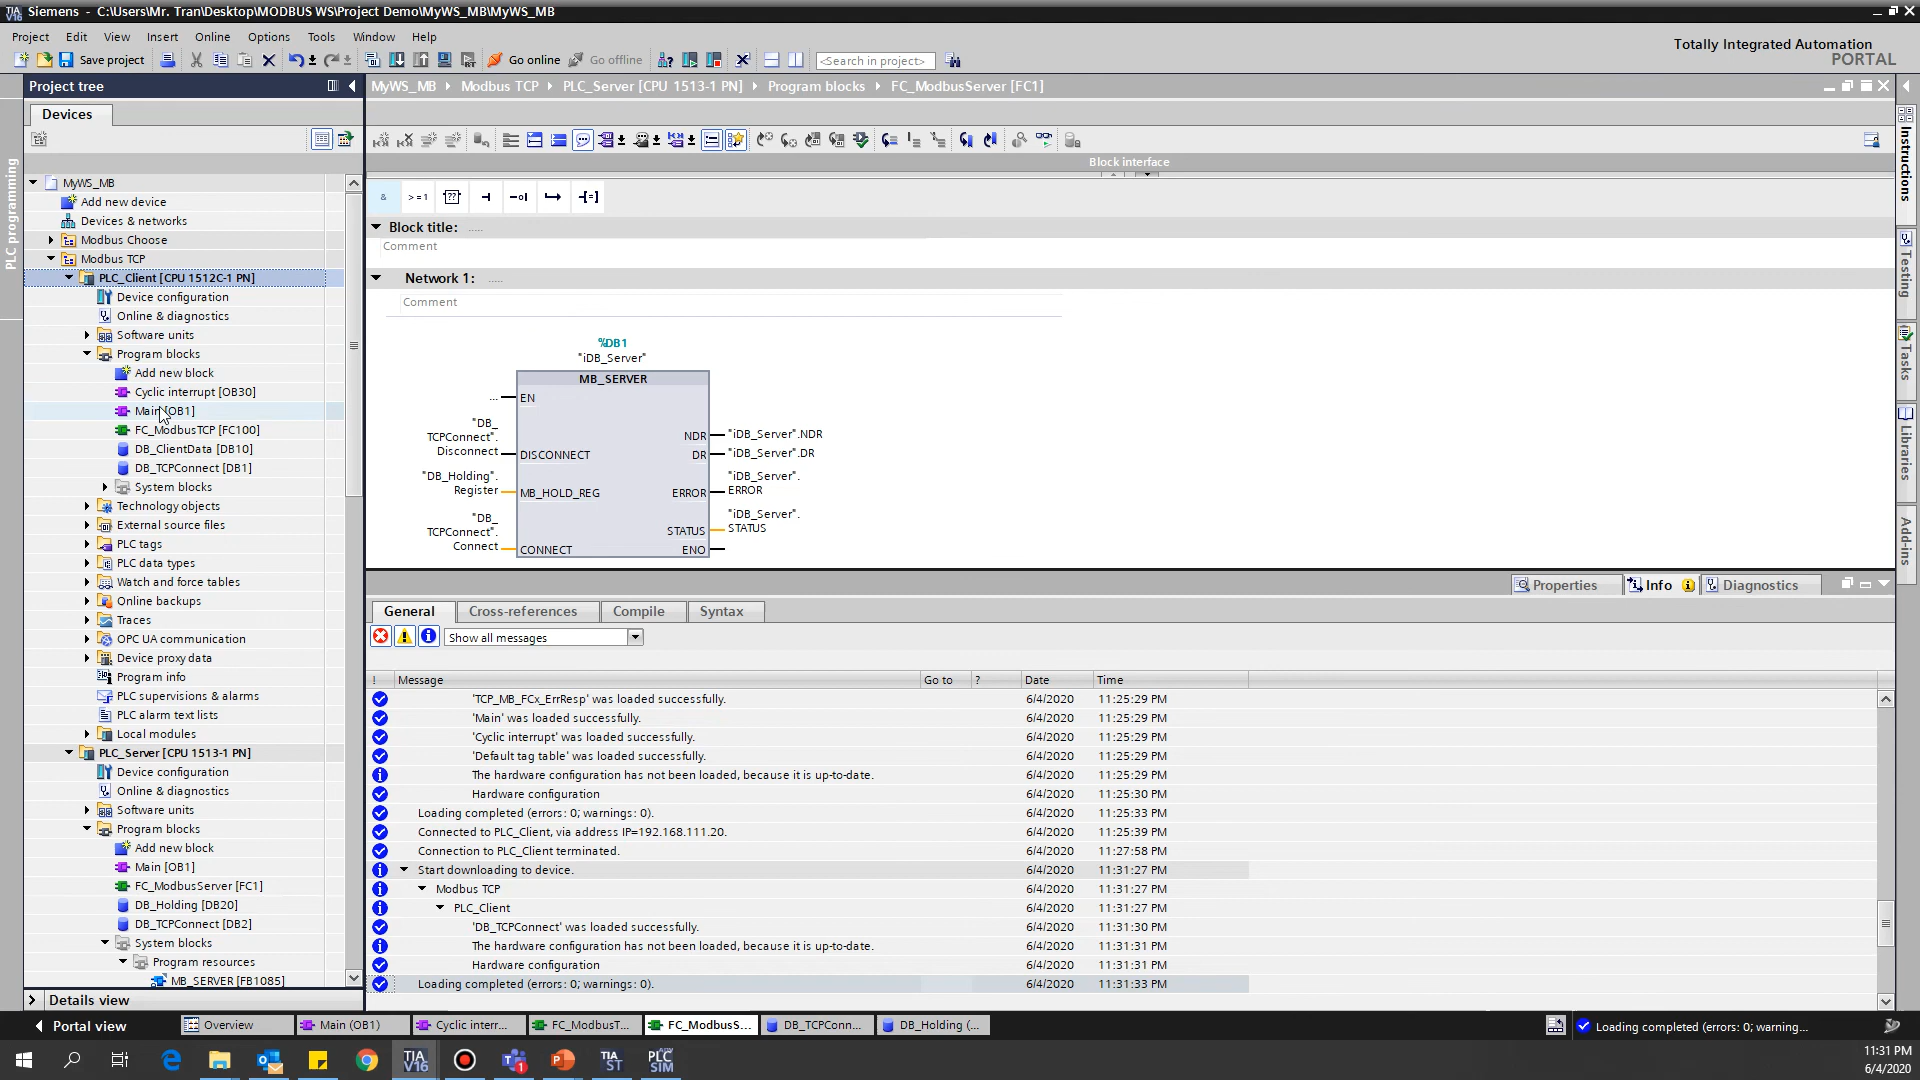 Siemens - C:\Users\Mr. Tran\Desktop\MODBUS WS\Project Demo\MyWS_MB\MyWS_MB
Project Edit View Insert Online Options Tools Window Help
Totally Integrated Automation
PORTAL
Save project
Go online
Go offline
<Search in project>
Project tree
MyWS_MB
Modbus TCP
PLC_Server [CPU 1513-1 PN]
Program blocks
FC_ModbusServer [FC1]
Devices
PLC programming
MyWS_MB
Add new device
Devices & networks
Modbus Choose
Modbus TCP
PLC_Client [CPU 1512C-1 PN]
Device configuration
Online & diagnostics
Software units
Program blocks
Add new block
Cyclic interrupt [OB30]
Main [OB1]
FC_ModbusTCP [FC100]
DB_ClientData [DB10]
DB_TCPConnect [DB1]
System blocks
Technology objects
External source files
PLC tags
PLC data types
Watch and force tables
Online backups
Traces
OPC UA communication
Device proxy data
Program info
PLC supervisions & alarms
PLC alarm text lists
Local modules
PLC_Server [CPU 1513-1 PN]
Device configuration
Online & diagnostics
Software units
Program blocks
Add new block
Main [OB1]
FC_ModbusServer [FC1]
DB_Holding [DB20]
DB_TCPConnect [DB2]
System blocks
Program resources
MB_SERVER [FB1085]
Details view
Block interface
& >=1 ?? -| -o| -[=]
Block title: .....
Comment
Network 1: .....
Comment
%DB1
"iDB_Server"
MB_SERVER
... EN
"DB_
TCPConnect".
Disconnect DISCONNECT
"DB_Holding".
Register MB_HOLD_REG
"DB_
TCPConnect".
Connect CONNECT
NDR "iDB_Server".NDR
DR "iDB_Server".DR
"iDB_Server".
ERROR ERROR
"iDB_Server".
STATUS STATUS
ENO
Instructions
Testing
Tasks
Libraries
Add-ins
Properties Info Diagnostics
General Cross-references Compile Syntax
Show all messages
! Message Go to ? Date Time
'TCP_MB_FCx_ErrResp' was loaded successfully. 6/4/2020 11:25:29 PM
'Main' was loaded successfully. 6/4/2020 11:25:29 PM
'Cyclic interrupt' was loaded successfully. 6/4/2020 11:25:29 PM
'Default tag table' was loaded successfully. 6/4/2020 11:25:29 PM
The hardware configuration has not been loaded, because it is up-to-date. 6/4/2020 11:25:29 PM
Hardware configuration 6/4/2020 11:25:30 PM
Loading completed (errors: 0; warnings: 0). 6/4/2020 11:25:33 PM
Connected to PLC_Client, via address IP=192.168.111.20. 6/4/2020 11:25:39 PM
Connection to PLC_Client terminated. 6/4/2020 11:27:58 PM
Start downloading to device. 6/4/2020 11:31:27 PM
Modbus TCP 6/4/2020 11:31:27 PM
PLC_Client 6/4/2020 11:31:27 PM
'DB_TCPConnect' was loaded successfully. 6/4/2020 11:31:30 PM
The hardware configuration has not been loaded, because it is up-to-date. 6/4/2020 11:31:31 PM
Hardware configuration 6/4/2020 11:31:31 PM
Loading completed (errors: 0; warnings: 0). 6/4/2020 11:31:33 PM
Portal view Overview Main (OB1) Cyclic interr... FC_ModbusT... FC_ModbusS... DB_TCPConn... DB_Holding (... Loading completed (errors: 0; warning...
TIA
V16
TIA
ST
PLC
SIM
11:31 PM
6/4/2020